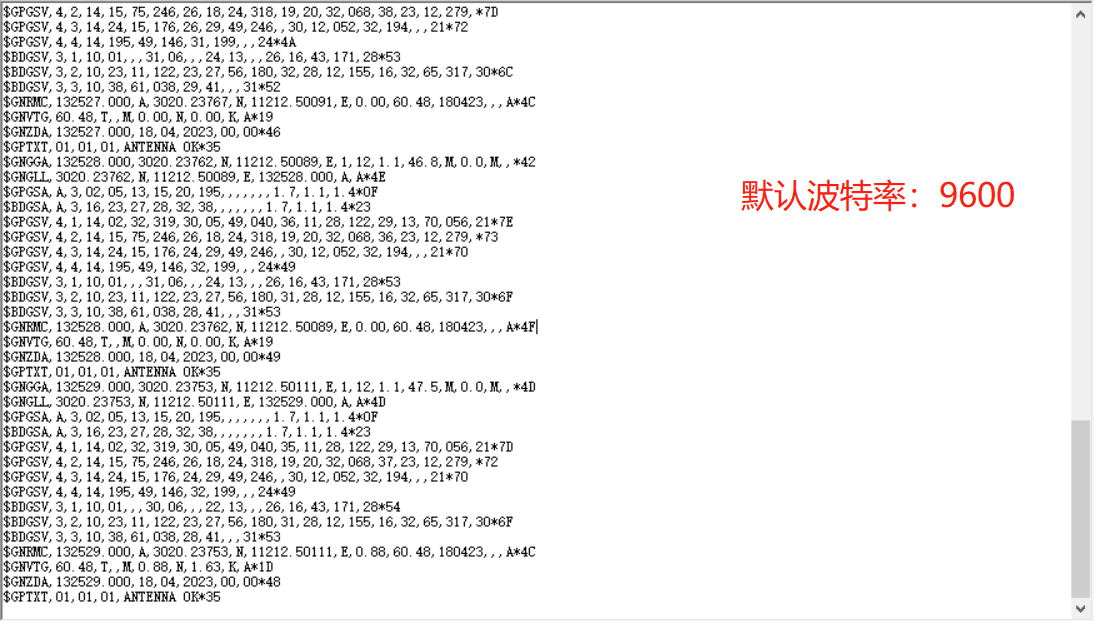 $GPGSV,4,2,14,15,75,246,26,18,24,318,19,20,32,068,38,23,12,279,*7D
$GPGSV,4,3,14,24,15,176,26,29,49,246,,30,12,052,32,194,,,21*72
$GPGSV,4,4,14,195,49,146,31,199,,,24*4A
$BDGSV,3,1,10,01,,,31,06,,,24,13,,,26,16,43,171,28*53
$BDGSV,3,2,10,23,11,122,23,27,56,180,32,28,12,155,16,32,65,317,30*6C
$BDGSV,3,3,10,38,61,038,29,41,,,31*52
$GNRMC,132527.000,A,3020.23767,N,11212.50091,E,0.00,60.48,180423,,,A*4C
$GNVTG,60.48,T,,M,0.00,N,0.00,K,A*19
$GNZDA,132527.000,18,04,2023,00,00*46
$GPTXT,01,01,01,ANTENNA OK*35
$GNGGA,132528.000,3020.23762,N,11212.50089,E,1,12,1.1,46.8,M,0.0,M,,*42
$GNGLL,3020.23762,N,11212.50089,E,132528.000,A,A*4E
$GPGSA,A,3,02,05,13,15,20,195,,,,,,,1.7,1.1,1.4*0F
$BDGSA,A,3,16,23,27,28,32,38,,,,,,,1.7,1.1,1.4*23
$GPGSV,4,1,14,02,32,319,30,05,49,040,36,11,28,122,29,13,70,056,21*7E
$GPGSV,4,2,14,15,75,246,26,18,24,318,19,20,32,068,36,23,12,279,*73
$GPGSV,4,3,14,24,15,176,24,29,49,246,,30,12,052,32,194,,,21*70
$GPGSV,4,4,14,195,49,146,32,199,,,24*49
$BDGSV,3,1,10,01,,,31,06,,,24,13,,,26,16,43,171,28*53
$BDGSV,3,2,10,23,11,122,23,27,56,180,31,28,12,155,16,32,65,317,30*6F
$BDGSV,3,3,10,38,61,038,28,41,,,31*53
$GNRMC,132528.000,A,3020.23762,N,11212.50089,E,0.00,60.48,180423,,,A*4F
$GNVTG,60.48,T,,M,0.00,N,0.00,K,A*19
$GNZDA,132528.000,18,04,2023,00,00*49
$GPTXT,01,01,01,ANTENNA OK*35
$GNGGA,132529.000,3020.23753,N,11212.50111,E,1,12,1.1,47.5,M,0.0,M,,*4D
$GNGLL,3020.23753,N,11212.50111,E,132529.000,A,A*4D
$GPGSA,A,3,02,05,13,15,20,195,,,,,,,1.7,1.1,1.4*0F
$BDGSA,A,3,16,23,27,28,32,38,,,,,,,1.7,1.1,1.4*23
$GPGSV,4,1,14,02,32,319,30,05,49,040,35,11,28,122,29,13,70,056,21*7D
$GPGSV,4,2,14,15,75,246,26,18,24,318,19,20,32,068,37,23,12,279,*72
$GPGSV,4,3,14,24,15,176,24,29,49,246,,30,12,052,32,194,,,21*70
$GPGSV,4,4,14,195,49,146,32,199,,,24*49
$BDGSV,3,1,10,01,,,30,06,,,22,13,,,26,16,43,171,28*54
$BDGSV,3,2,10,23,11,122,23,27,56,180,31,28,12,155,16,32,65,317,30*6F
$BDGSV,3,3,10,38,61,038,28,41,,,31*53
$GNRMC,132529.000,A,3020.23753,N,11212.50111,E,0.88,60.48,180423,,,A*4C
$GNVTG,60.48,T,,M,0.88,N,1.63,K,A*1D
$GNZDA,132529.000,18,04,2023,00,00*48
$GPTXT,01,01,01,ANTENNA OK*35
默认波特率：9600